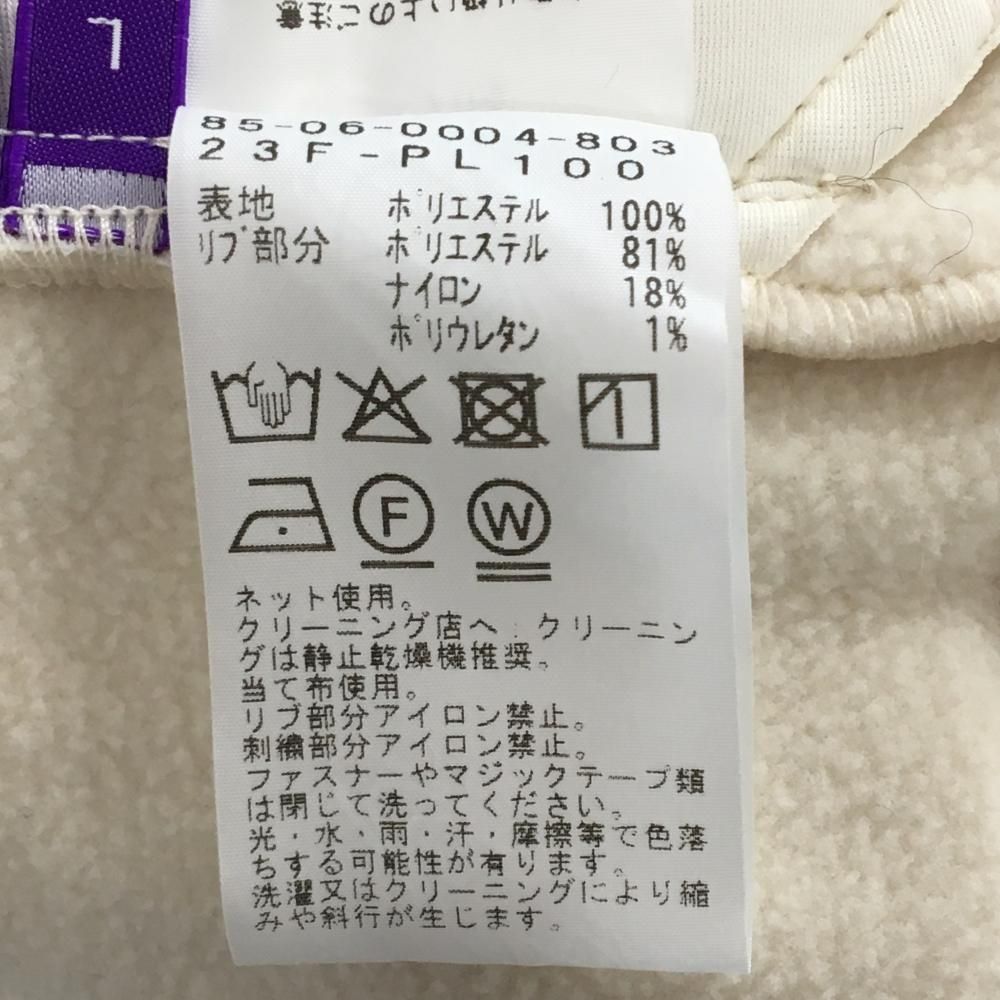 L
のご注意
85-06-0004-803
23F-PL100
表地 ポリエステル 100%
リブ部分 ポリエステル 81%
ナイロン 18%
ポリウレタン 1%
F W
ネット使用。
クリーニング店へ:クリーニン
グは静止乾燥機推奨。
当て布使用。
リブ部分アイロン禁止。
刺繍部分アイロン禁止。
ファスナーやマジックテープ類
は閉じて洗ってください。
光・水・雨・汗・摩擦等で色落
ちする可能性が有ります。
洗濯又はクリーニングにより縮
みや斜行が生じます。